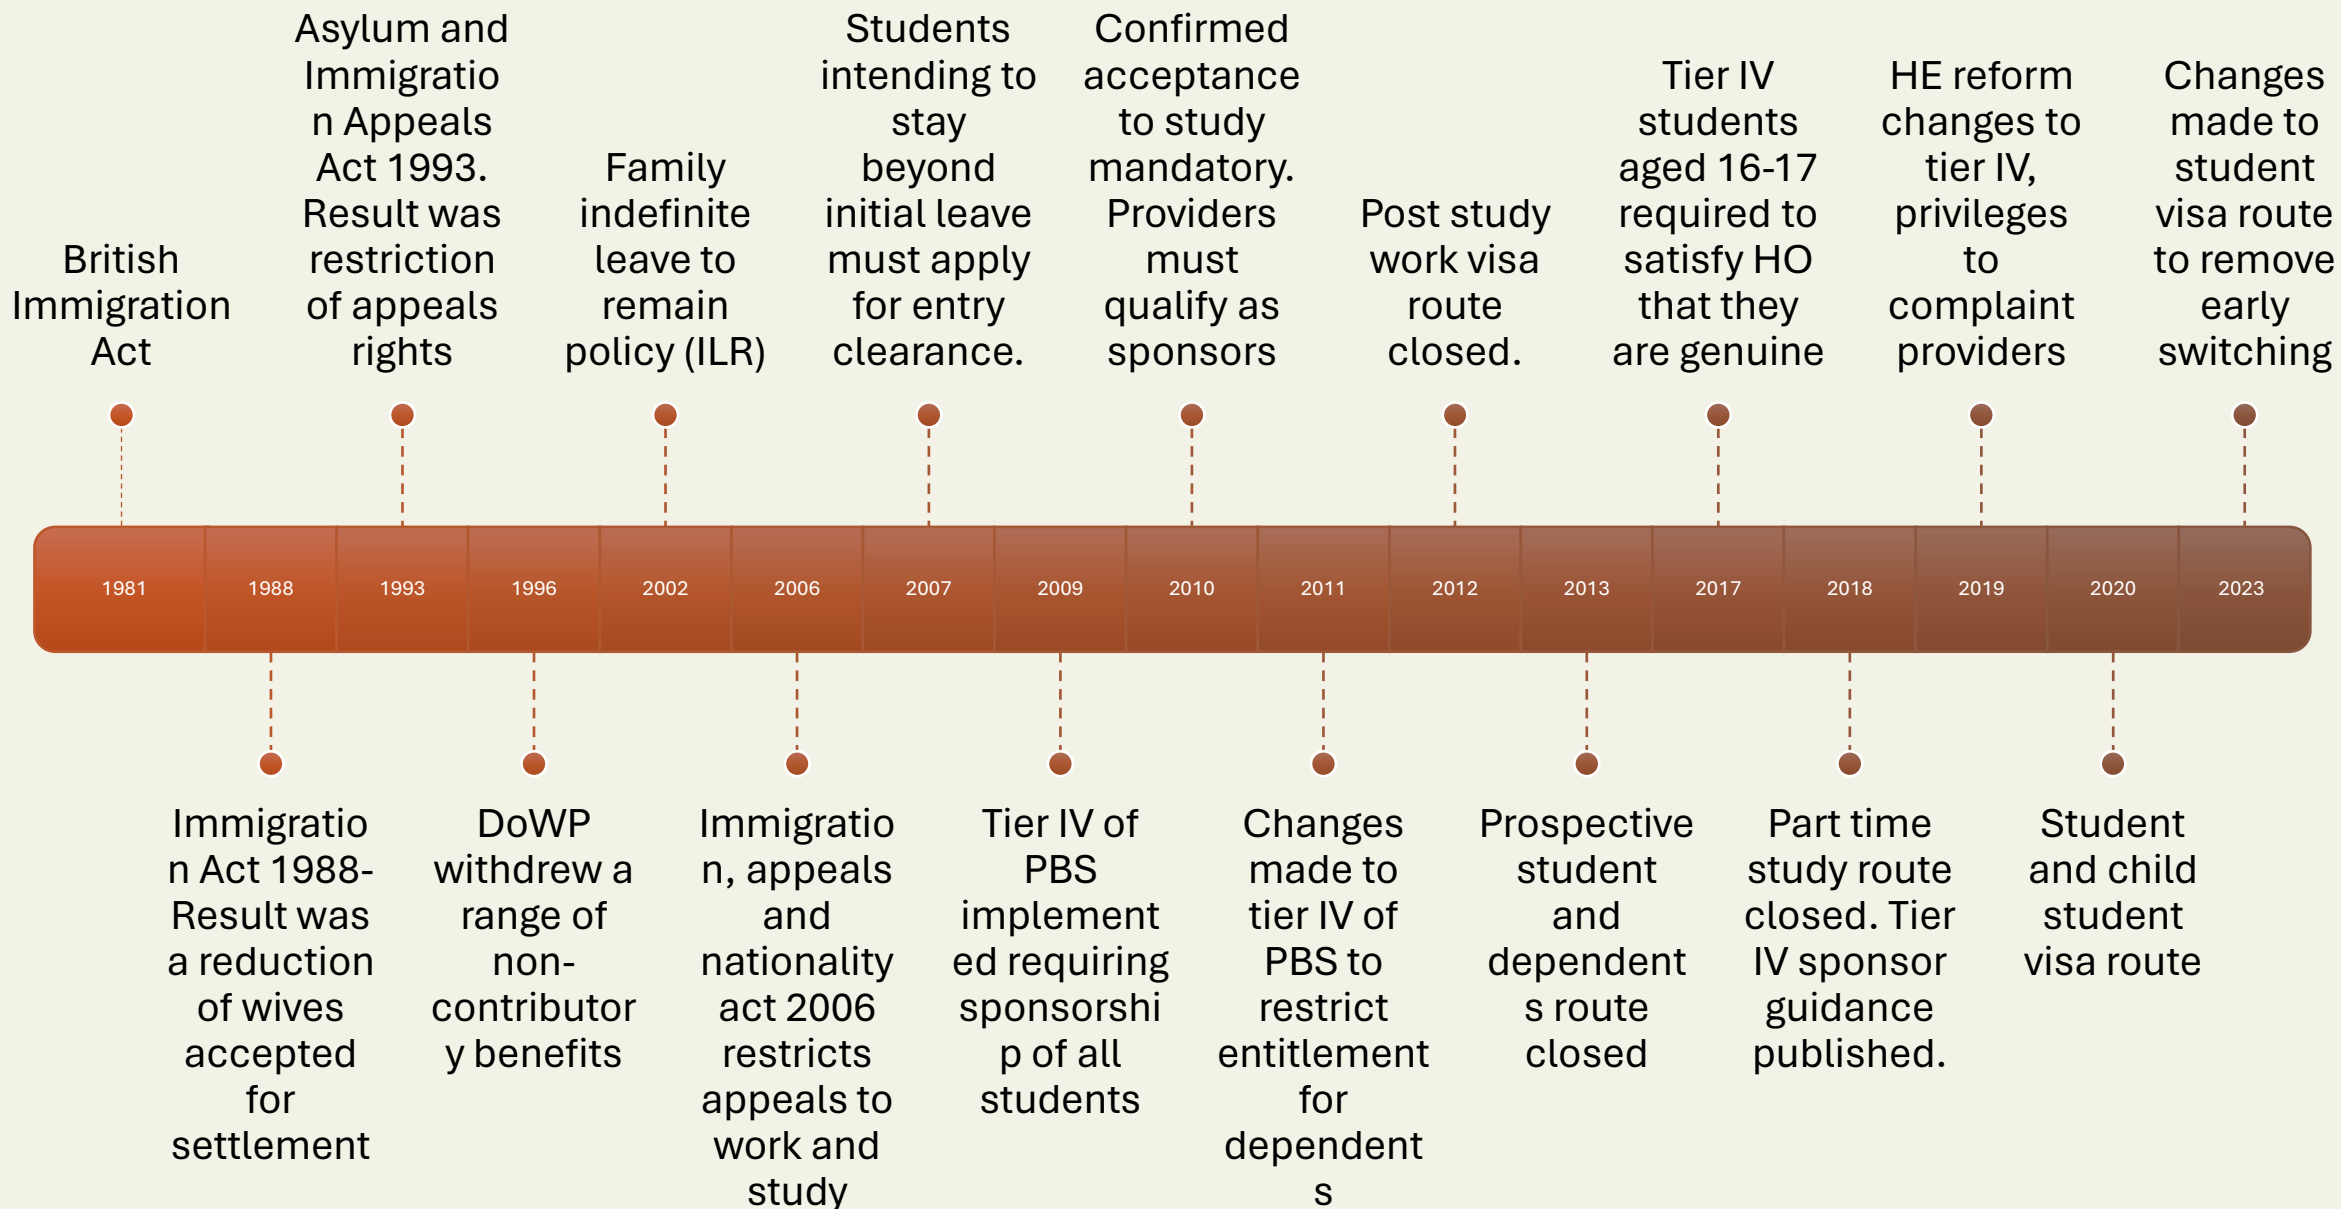 British
Immigration
Act
Asylum and
Immigratio
n Appeals
Act 1993.
Result was
restriction
of appeals
rights
Family
indefinite
leave to
remain
policy (ILR)
Students
intending to
stay
beyond
initial leave
must apply
for entry
clearance.
Confirmed
acceptance
to study
mandatory.
Providers
must
qualify as
sponsors
Post study
work visa
route
closed.
Tier IV
students
aged 16-17
required to
satisfy HO
that they
are genuine
HE reform
changes to
tier IV,
privileges
to
complaint
providers
Changes
made to
student
visa route
to remove
early
switching
1981
1988
1993
1996
2002
2006
2007
2009
2010
2011
2012
2013
2017
2018
2019
2020
2023
Immigratio
n Act 1988-
Result was
a reduction
of wives
accepted
for
settlement
DoWP
withdrew a
range of
non-
contributor
y benefits
Immigratio
n, appeals
and
nationality
act 2006
restricts
appeals to
work and
study
Tier IV of
PBS
implement
ed requiring
sponsorshi
p of all
students
Changes
made to
tier IV of
PBS to
restrict
entitlement
for
dependent
s
Prospective
student
and
dependent
s route
closed
Part time
study route
closed. Tier
IV sponsor
guidance
published.
Student
and child
student
visa route